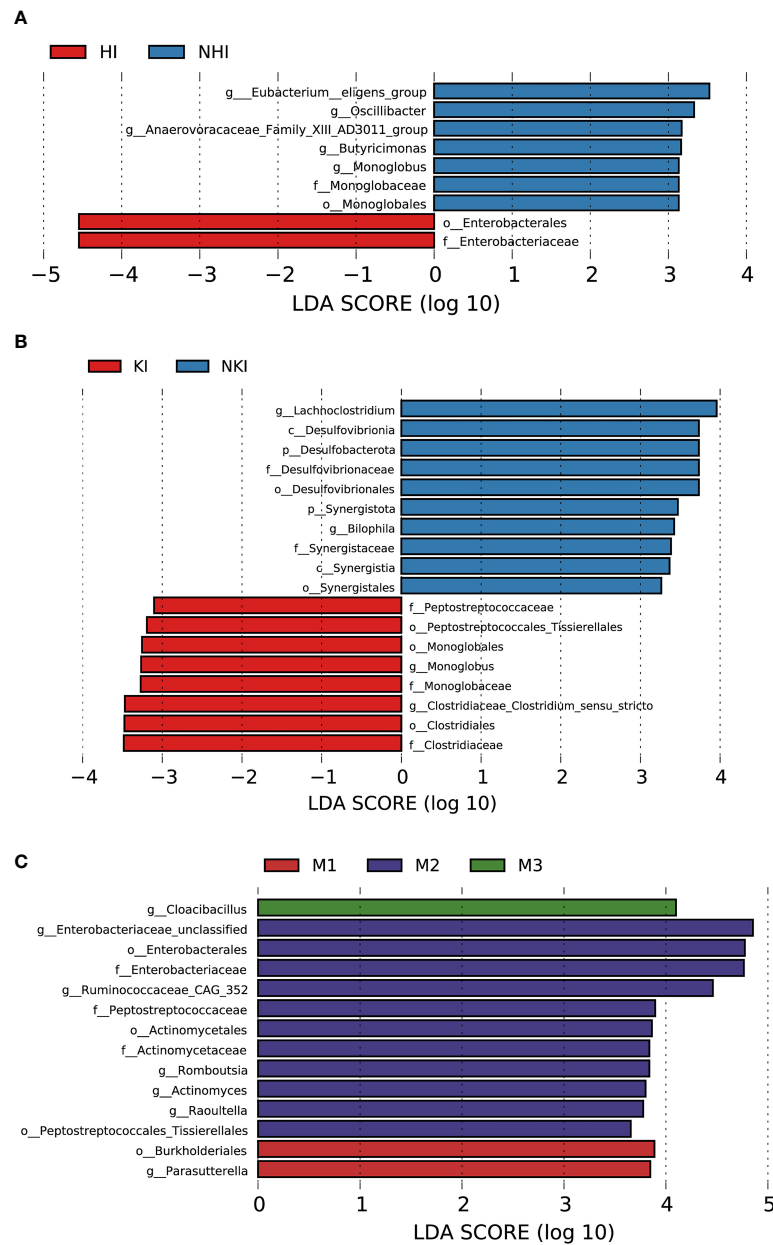 A
HI NHI
g___Eubacterium__eligens_group
g__Oscillibacter
g__Anaerovoracaceae_Family_XIII_AD3011_group
g__Butyricimonas
g__Monoglobus
f__Monoglobaceae
o__Monoglobales
o__Enterobacterales
f__Enterobacteriaceae
−5 −4 −3 −2 −1 0 1 2 3 4
LDA SCORE (log 10)
B
KI NKI
g__Lachnoclostridium
c__Desulfovibrionia
p__Desulfobacterota
f__Desulfovibrionaceae
o__Desulfovibrionales
p__Synergistota
g__Bilophila
f__Synergistaceae
c__Synergistia
o__Synergistales
f__Peptostreptococcaceae
o__Peptostreptococcales_Tissierellales
o__Monoglobales
g__Monoglobus
f__Monoglobaceae
g__Clostridiaceae_Clostridium_sensu_stricto
o__Clostridiales
f__Clostridiaceae
−4 −3 −2 −1 0 1 2 3 4
LDA SCORE (log 10)
C
M1 M2 M3
g__Cloacibacillus
g__Enterobacteriaceae_unclassified
o__Enterobacterales
f__Enterobacteriaceae
g__Ruminococcaceae_CAG_352
f__Peptostreptococcaceae
o__Actinomycetales
f__Actinomycetaceae
g__Romboutsia
g__Actinomyces
g__Raoultella
o__Peptostreptococcales_Tissierellales
o__Burkholderiales
g__Parasutterella
0 1 2 3 4 5
LDA SCORE (log 10)